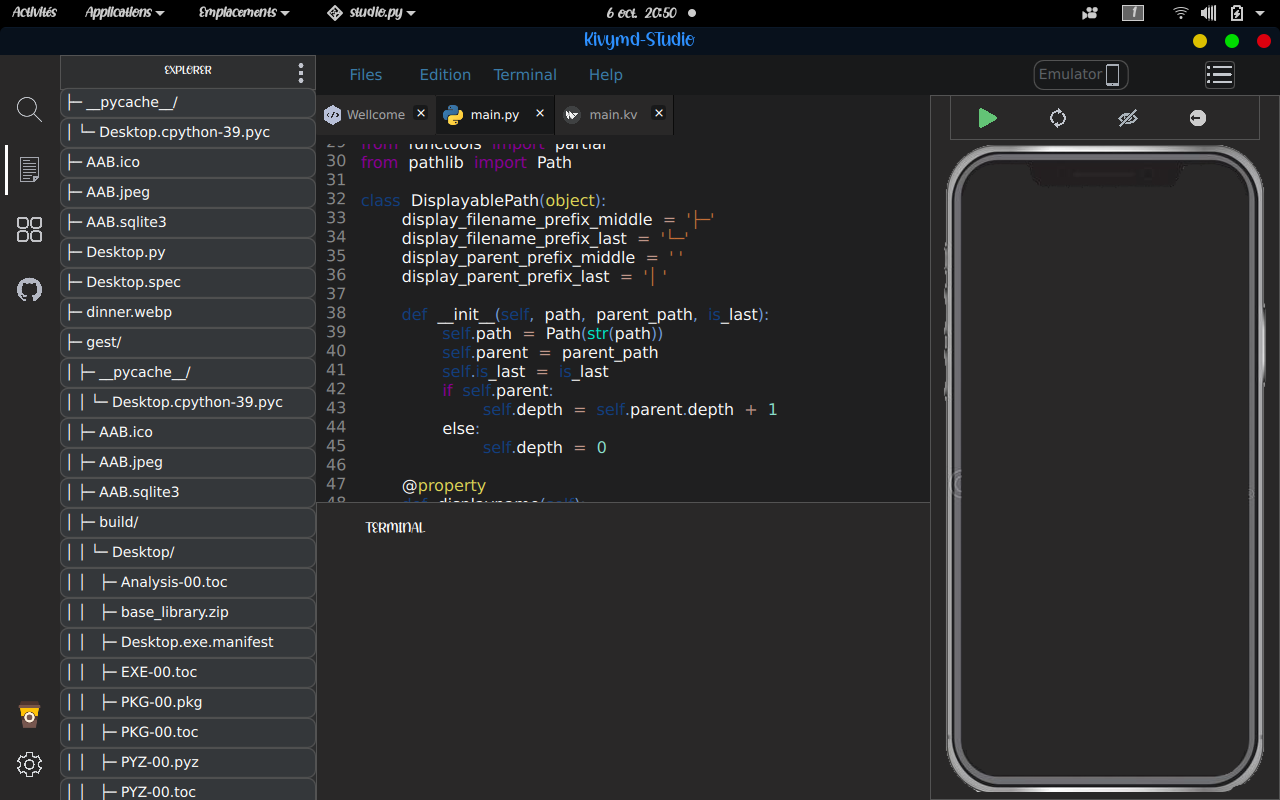 Activités Applications Emplacements studio.py 6 oct. 20:50 1
Kivymd-Studio
Files Edition Terminal Help Emulator
EXPLORER
├─ __pycache__/
│ └─ Desktop.cpython-39.pyc
├─ AAB.ico
├─ AAB.jpeg
├─ AAB.sqlite3
├─ Desktop.py
├─ Desktop.spec
├─ dinner.webp
├─ gest/
│ ├─ __pycache__/
│ │ └─ Desktop.cpython-39.pyc
│ ├─ AAB.ico
│ ├─ AAB.jpeg
│ ├─ AAB.sqlite3
│ ├─ build/
│ │ └─ Desktop/
│ │ ├─ Analysis-00.toc
│ │ ├─ base_library.zip
│ │ ├─ Desktop.exe.manifest
│ │ ├─ EXE-00.toc
│ │ ├─ PKG-00.pkg
│ │ ├─ PKG-00.toc
│ │ ├─ PYZ-00.pyz
│ │ ├─ PYZ-00.toc
Wellcome × main.py × main.kv ×
29 from functools import partial
30 from pathlib import Path
31
32 class DisplayablePath(object):
33 display_filename_prefix_middle = '├─'
34 display_filename_prefix_last = '└─'
35 display_parent_prefix_middle = ' '
36 display_parent_prefix_last = '│ '
37
38 def __init__(self, path, parent_path, is_last):
39 self.path = Path(str(path))
40 self.parent = parent_path
41 self.is_last = is_last
42 if self.parent:
43 self.depth = self.parent.depth + 1
44 else:
45 self.depth = 0
46
47 @property
48 def displayname(self):
TERMINAL